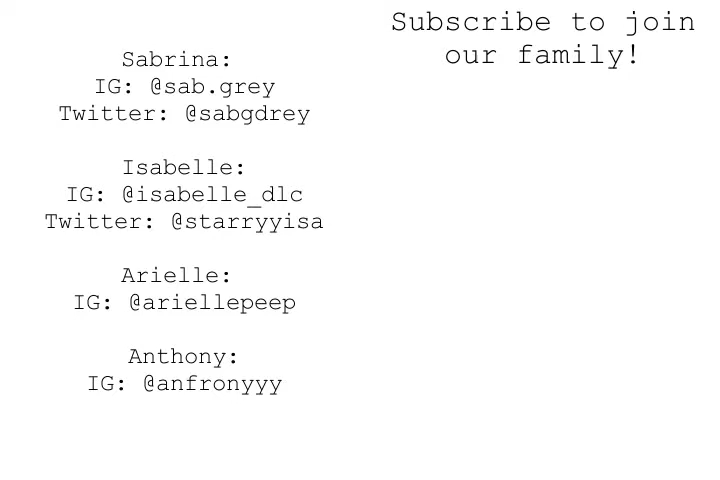 Subscribe to join
our family!
Sabrina:
IG: @sab.grey
Twitter: @sabgdrey
Isabelle:
IG: @isabelle_dlc
Twitter: @starryyisa
Arielle:
IG: @ariellepeep
Anthony:
IG: @anfronyyy